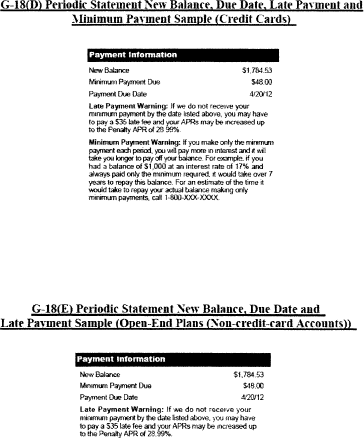 G-18(D) Periodic Statement New Balance, Due Date, Late Payment and
Minimum Payment Sample (Credit Cards)
Payment Information
New Balance $1,784.53
Minimum Payment Due $48.00
Payment Due Date 4/20/12
Late Payment Warning: If we do not receive your
minimum payment by the date listed above, you may have
to pay a $35 late fee and your APRs may be increased up
to the Penalty APR of 28.99%.
Minimum Payment Warning: If you make only the minimum
payment each period, you will pay more in interest and it will
take you longer to pay off your balance. For example, if you
had a balance of $1,000 at an interest rate of 17% and
always paid only the minimum required, it would take over 7
years to repay this balance. For an estimate of the time it
would take to repay your actual balance making only
minimum payments, call 1-800-XXX-XXXX.
G-18(E) Periodic Statement New Balance, Due Date and
Late Payment Sample (Open-End Plans (Non-credit-card Accounts))
Payment Information
New Balance $1,784.53
Minimum Payment Due $48.00
Payment Due Date 4/20/12
Late Payment Warning: If we do not receive your
minimum payment by the date listed above, you may have
to pay a $35 late fee and your APRs may be increased up
to the Penalty APR of 28.99%.